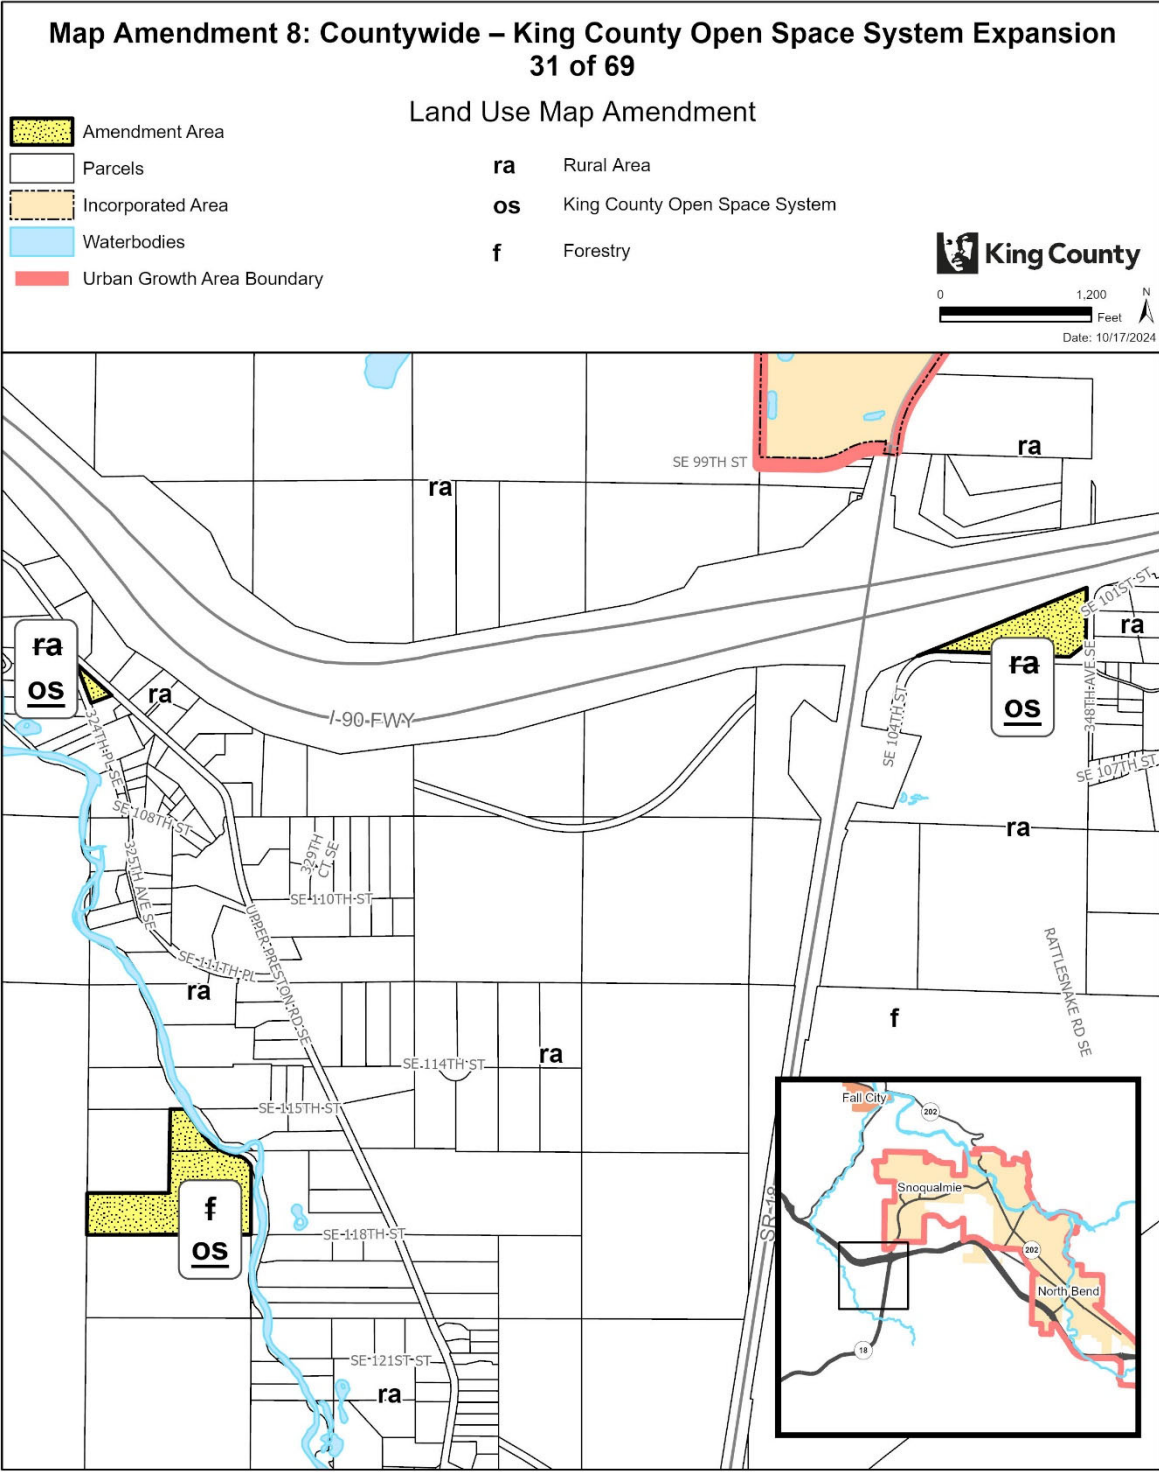 Map Amendment 8: Countywide – King County Open Space System Expansion
31 of 69
Land Use Map Amendment
Amendment Area
Parcels
Incorporated Area
Waterbodies
Urban Growth Area Boundary
ra Rural Area
os King County Open Space System
f Forestry
King County
0 1,200
Feet
N
Date: 10/17/2024
ra
SE 99TH ST
ra
SE 101ST ST
ra
ra
os
ra
I-90 FWY
ra
os
348TH AVE SE
SE 104TH ST
324TH PL SE
SE 107TH ST
SE 108TH ST
ra
329TH
CT SE
325TH AVE SE
SE 110TH ST
UPPER PRESTON RD SE
SE 111TH PL
RATTLESNAKE RD SE
ra
f
ra
SE 114TH ST
SE 115TH ST
f
os
SR-18
SE 118TH ST
SE 121ST ST
ra
Fall City
202
Snoqualmie
202
North Bend
18